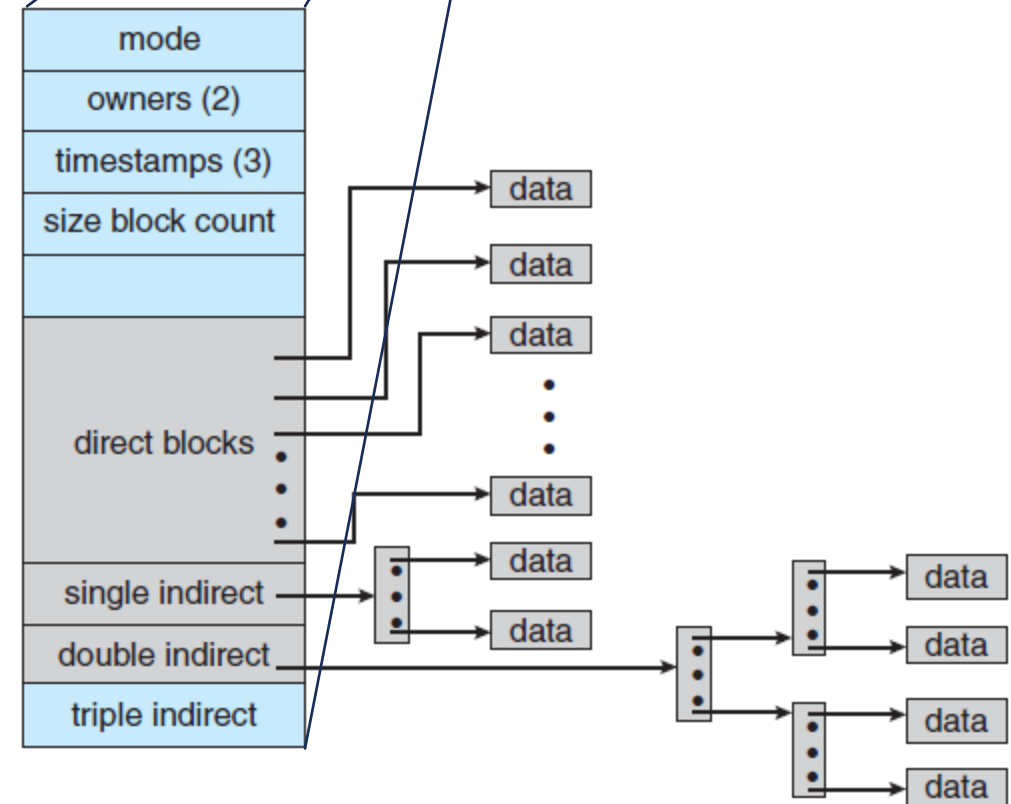 mode
owners (2)
timestamps (3)
size block count
direct blocks
single indirect
double indirect
triple indirect
data
data
data
data
data
data
data
data
data
data